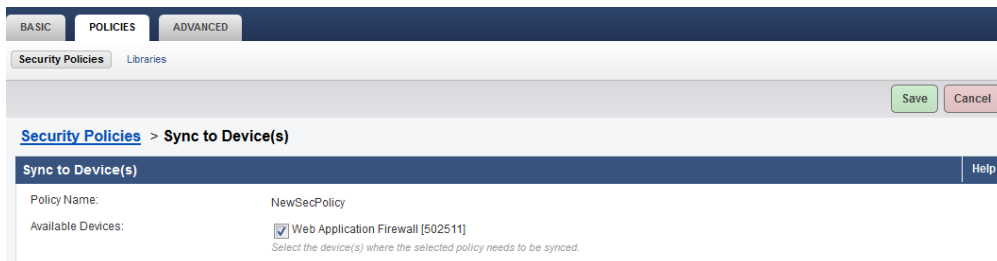 BASIC POLICIES ADVANCED
Security Policies Libraries
Save Cancel
Security Policies > Sync to Device(s)
Sync to Device(s) Help
Policy Name: NewSecPolicy
Available Devices: Web Application Firewall [502511]
Select the device(s) where the selected policy needs to be synced.